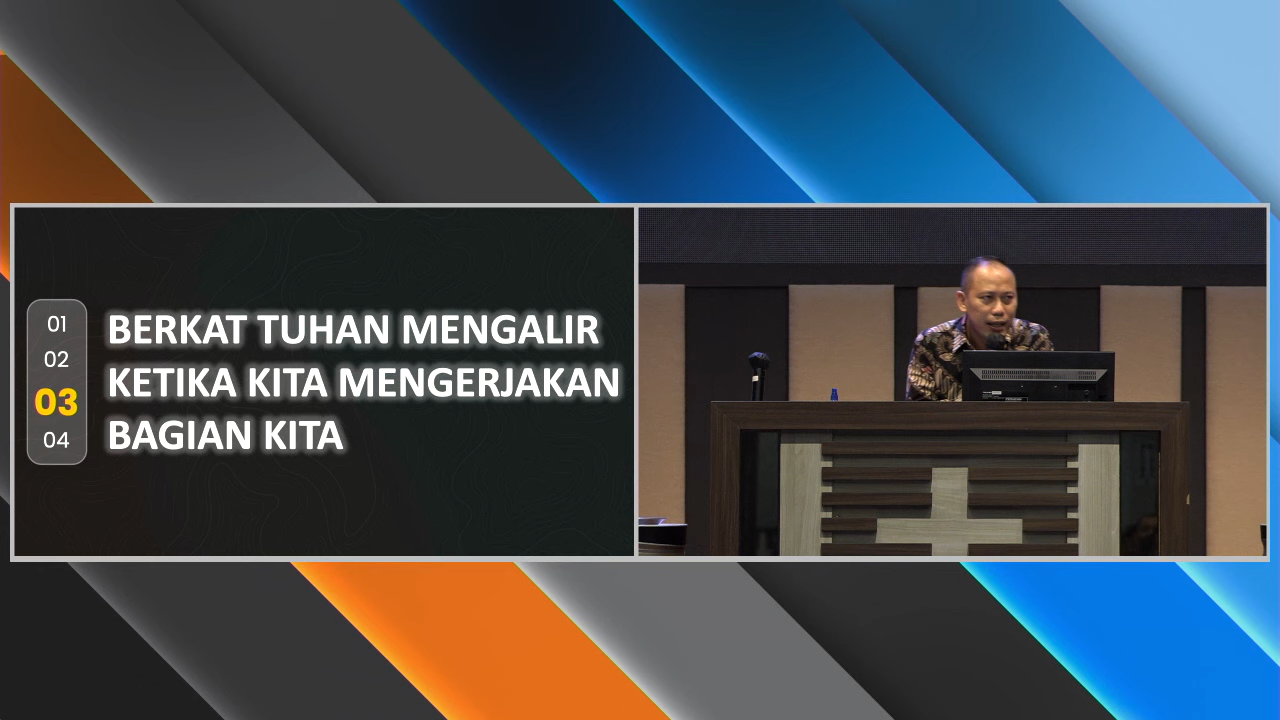 01
02
03
04
BERKAT TUHAN MENGALIR
KETIKA KITA MENGERJAKAN
BAGIAN KITA